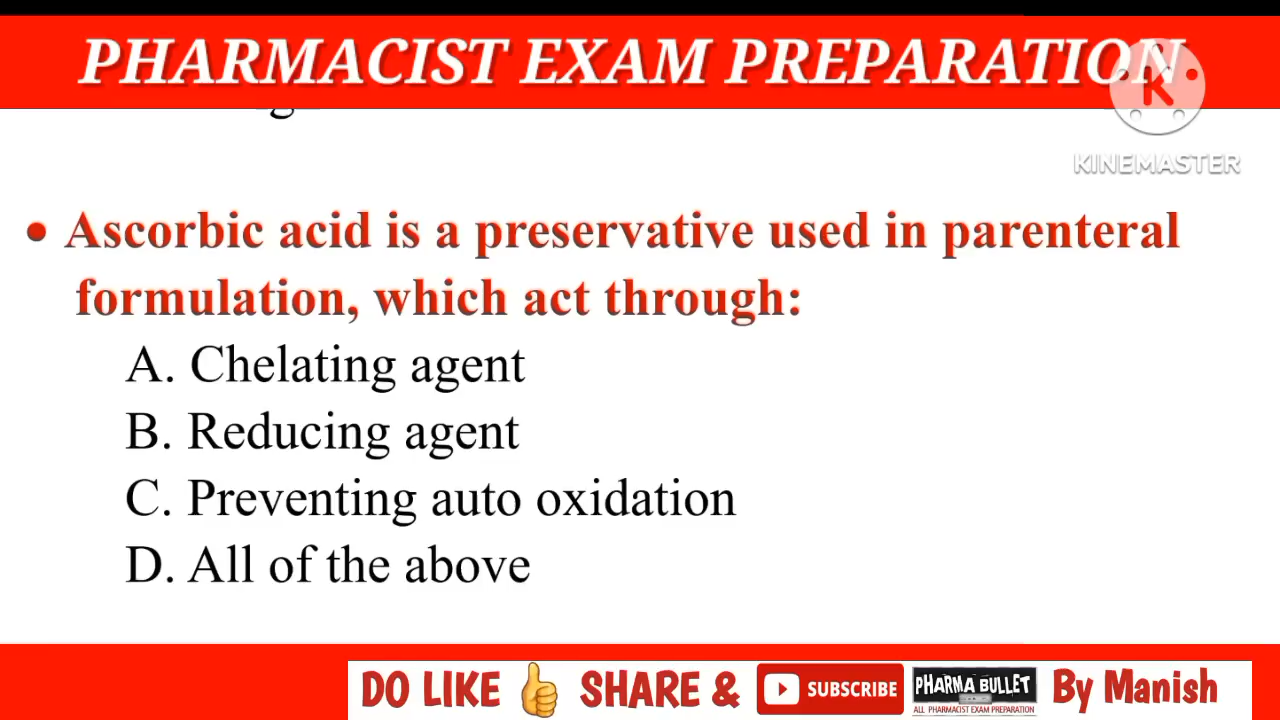 PHARMACIST EXAM PREPARATION
K
KINEMASTER
• Ascorbic acid is a preservative used in parenteral
formulation, which act through:
A. Chelating agent
B. Reducing agent
C. Preventing auto oxidation
D. All of the above
DO LIKE SHARE & SUBSCRIBE PHARMA BULLET By Manish
ALL PHARMACIST EXAM PREPARATION